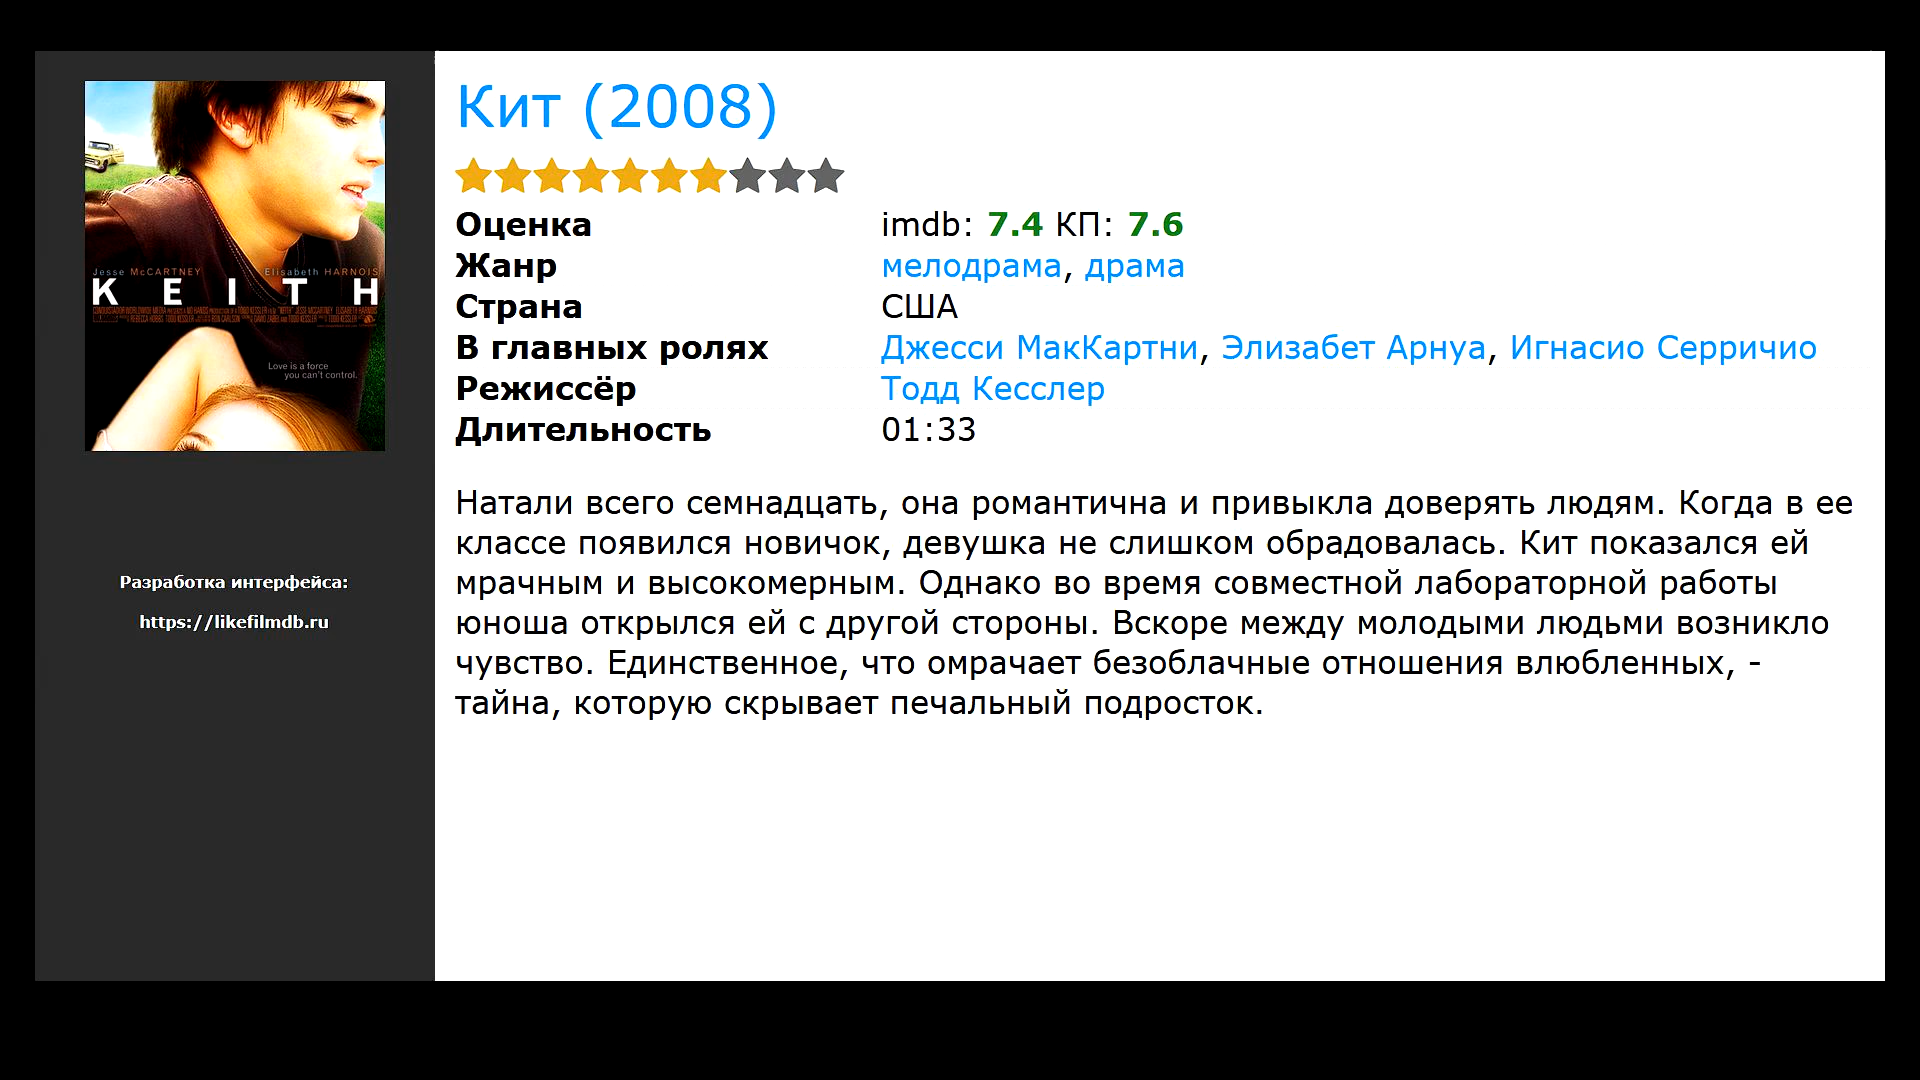 Кит (2008)
Оценка imdb: 7.4 КП: 7.6
Жанр мелодрама, драма
Страна США
В главных ролях Джесси МакКартни, Элизабет Арнуа, Игнасио Серричио
Режиссёр Тодд Кесслер
Длительность 01:33
Натали всего семнадцать, она романтична и привыкла доверять людям. Когда в ее
классе появился новичок, девушка не слишком обрадовалась. Кит показался ей
мрачным и высокомерным. Однако во время совместной лабораторной работы
юноша открылся ей с другой стороны. Вскоре между молодыми людьми возникло
чувство. Единственное, что омрачает безоблачные отношения влюбленных, -
тайна, которую скрывает печальный подросток.
Jesse McCARTNEY Elisabeth HARNOIS
KEITH
Love is a force
you can't control.
Разработка интерфейса:
https://likefilmdb.ru